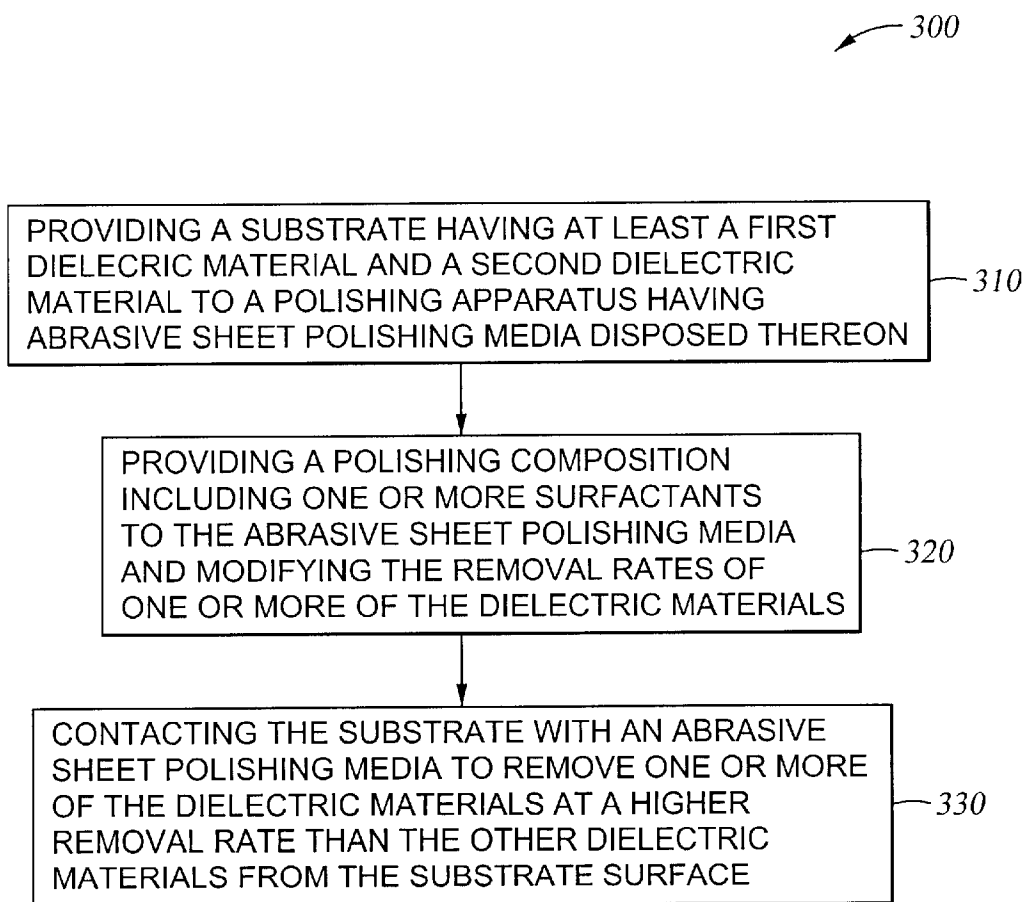 300
PROVIDING A SUBSTRATE HAVING AT LEAST A FIRST
DIELECRIC MATERIAL AND A SECOND DIELECTRIC
MATERIAL TO A POLISHING APPARATUS HAVING
ABRASIVE SHEET POLISHING MEDIA DISPOSED THEREON
310
PROVIDING A POLISHING COMPOSITION
INCLUDING ONE OR MORE SURFACTANTS
TO THE ABRASIVE SHEET POLISHING MEDIA
AND MODIFYING THE REMOVAL RATES OF
ONE OR MORE OF THE DIELECTRIC MATERIALS
320
CONTACTING THE SUBSTRATE WITH AN ABRASIVE
SHEET POLISHING MEDIA TO REMOVE ONE OR MORE
OF THE DIELECTRIC MATERIALS AT A HIGHER
REMOVAL RATE THAN THE OTHER DIELECTRIC
MATERIALS FROM THE SUBSTRATE SURFACE
330